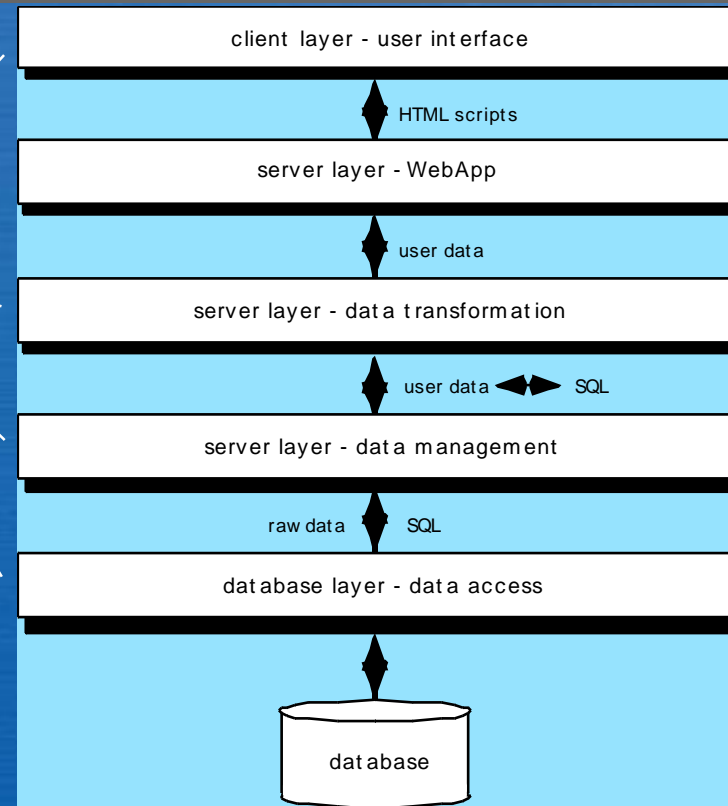 client layer - user interface
HTML scripts
server layer - WebApp
user data
server layer - data transformation
user data SQL
server layer - data management
raw data SQL
database layer - data access
database